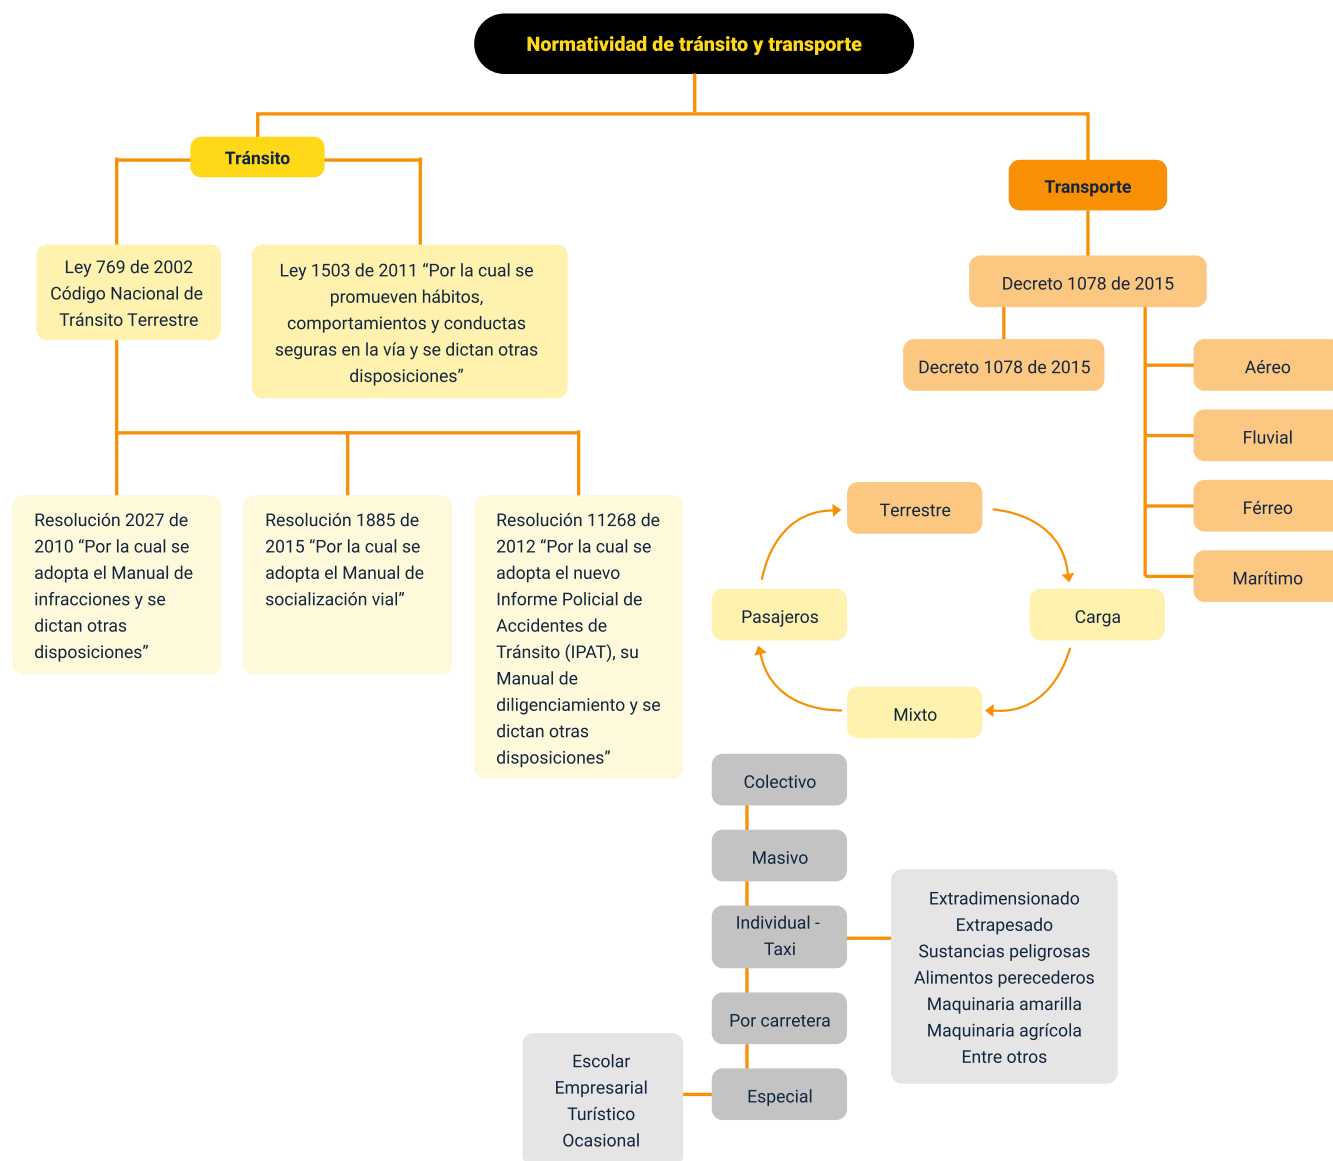 Normatividad de tránsito y transporte
Tránsito
Transporte
Ley 769 de 2002
Código Nacional de
Tránsito Terrestre
Ley 1503 de 2011 “Por la cual se
promueven hábitos,
comportamientos y conductas
seguras en la vía y se dictan otras
disposiciones”
Decreto 1078 de 2015
Decreto 1078 de 2015
Aéreo
Fluvial
Férreo
Marítimo
Resolución 2027 de
2010 “Por la cual se
adopta el Manual de
infracciones y se
dictan otras
disposiciones”
Resolución 1885 de
2015 “Por la cual se
adopta el Manual de
socialización vial”
Resolución 11268 de
2012 “Por la cual se
adopta el nuevo
Informe Policial de
Accidentes de
Tránsito (IPAT), su
Manual de
diligenciamiento y se
dictan otras
disposiciones”
Terrestre
Pasajeros
Carga
Mixto
Colectivo
Masivo
Individual -
Taxi
Por carretera
Especial
Extradimensionado
Extrapesado
Sustancias peligrosas
Alimentos perecederos
Maquinaria amarilla
Maquinaria agrícola
Entre otros
Escolar
Empresarial
Turístico
Ocasional